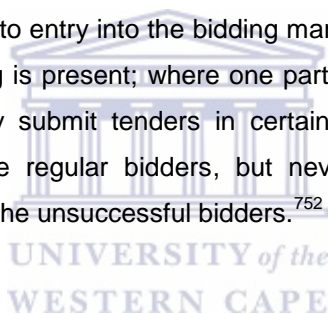 to entry into the bidding mar
g is present; where one part
y submit tenders in certain
e regular bidders, but nev
he unsuccessful bidders.752
UNIVERSITY of the
WESTERN CAPE